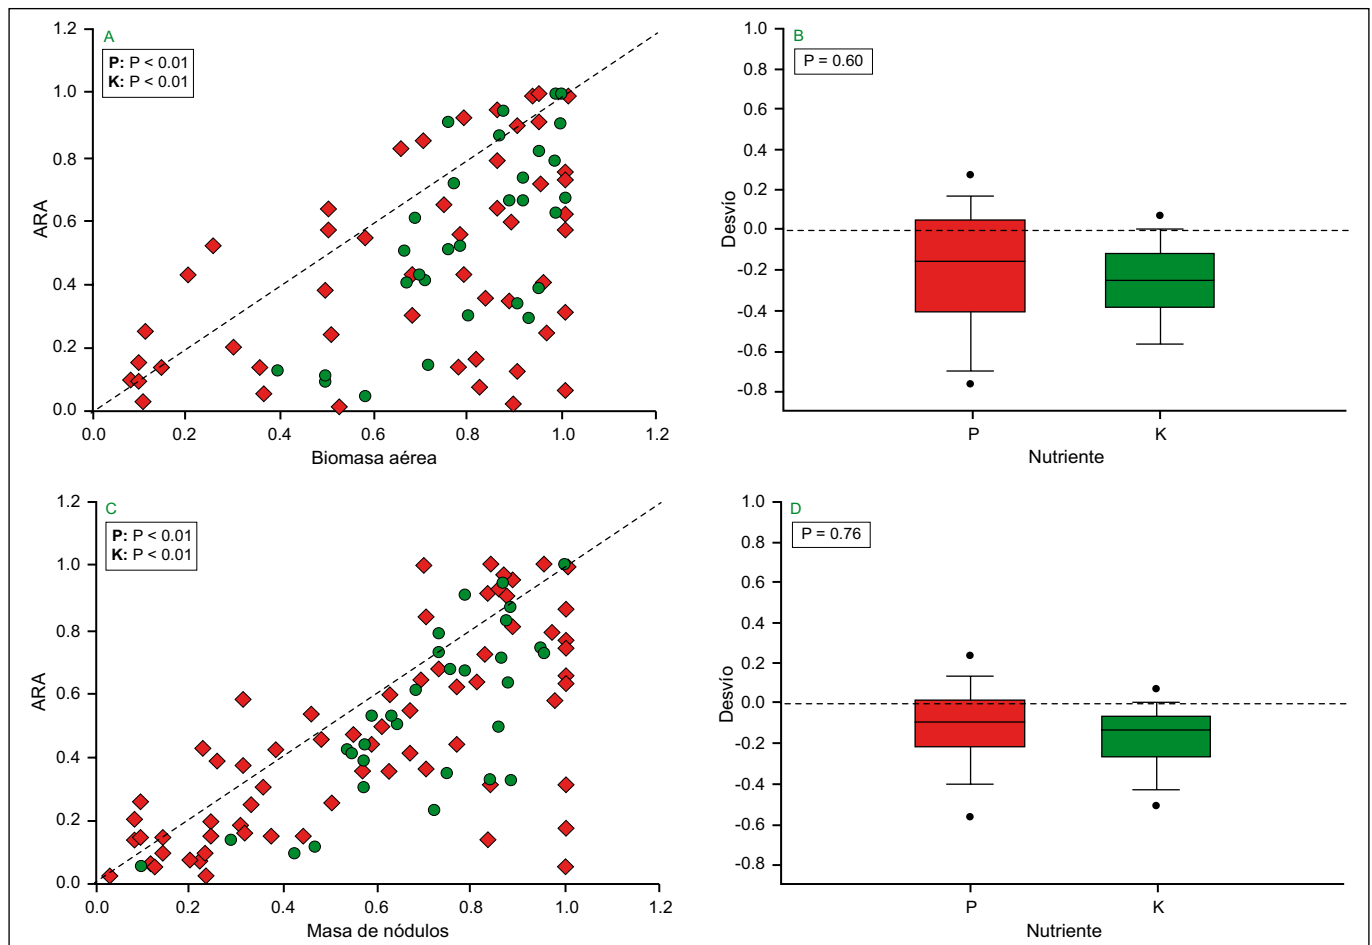 A
P: P < 0.01
K: P < 0.01
1.2
1.0
0.8
0.6
0.4
0.2
0.0
ARA
0.0 0.2 0.4 0.6 0.8 1.0 1.2
Biomasa aérea
B
P = 0.60
1.0
0.8
0.6
0.4
0.2
0.0
-0.2
-0.4
-0.6
-0.8
Desvío
P K
Nutriente
C
P: P < 0.01
K: P < 0.01
1.2
1.0
0.8
0.6
0.4
0.2
0.0
ARA
0.0 0.2 0.4 0.6 0.8 1.0 1.2
Masa de nódulos
D
P = 0.76
1.0
0.8
0.6
0.4
0.2
0.0
-0.2
-0.4
-0.6
-0.8
Desvío
P K
Nutriente